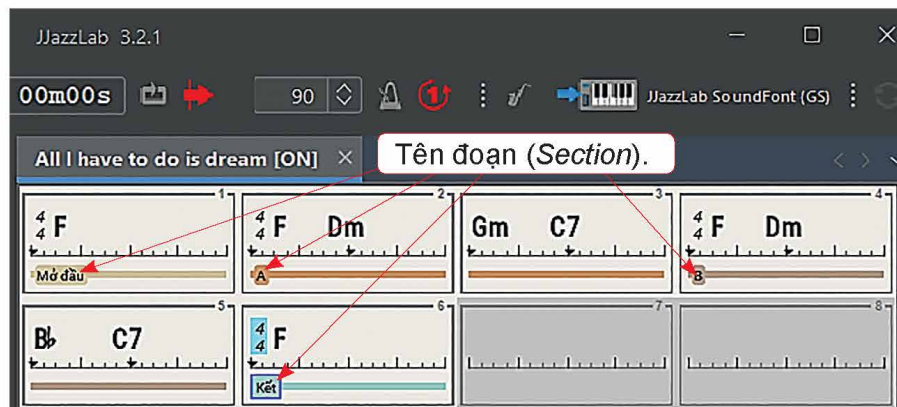 JJazzLab 3.2.1
00m00s 90 JJazzLab SoundFont (GS)
All I have to do is dream [ON]
Tên đoạn (Section).
1 2 3 4
4/4 F 4/4 F Dm Gm C7 4/4 F Dm
Mở đầu A B
5 6 7 8
B♭ C7 4/4 F
Kết